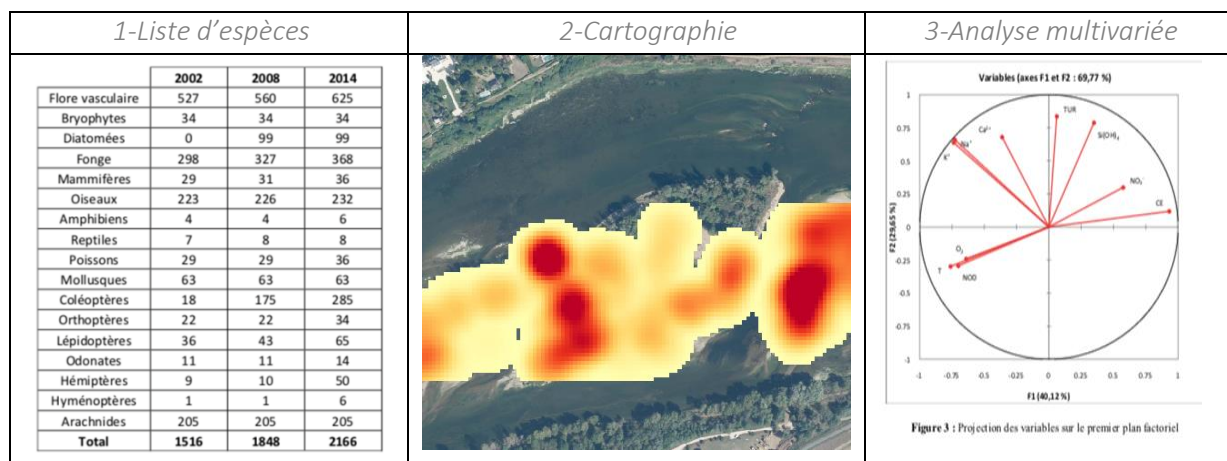 1-Liste d’espèces
2-Cartographie
3-Analyse multivariée
2002 2008 2014
Flore vasculaire 527 560 625
Bryophytes 34 34 34
Diatomées 0 99 99
Fonge 298 327 368
Mammifères 29 31 36
Oiseaux 223 226 232
Amphibiens 4 4 6
Reptiles 7 8 8
Poissons 29 29 36
Mollusques 63 63 63
Coléoptères 18 175 285
Orthoptères 22 22 34
Lépidoptères 36 43 65
Odonates 11 11 14
Hémiptères 9 10 50
Hyménoptères 1 1 6
Arachnides 205 205 205
Total 1516 1848 2166
Variables (axes F1 et F2 : 69,77 %)
F2 (29,65 %)
1
0.75
0.5
0.25
0
-0.25
-0.5
-0.75
-1
TUR
Si(OH)₄
Ca²⁺
Na⁺
K⁺
NO₃⁻
CE
O₂
T
NOD
-1 -0.75 -0.5 -0.25 0 0.25 0.5 0.75 1
F1 (40,12 %)
Figure 3 : Projection des variables sur le premier plan factoriel